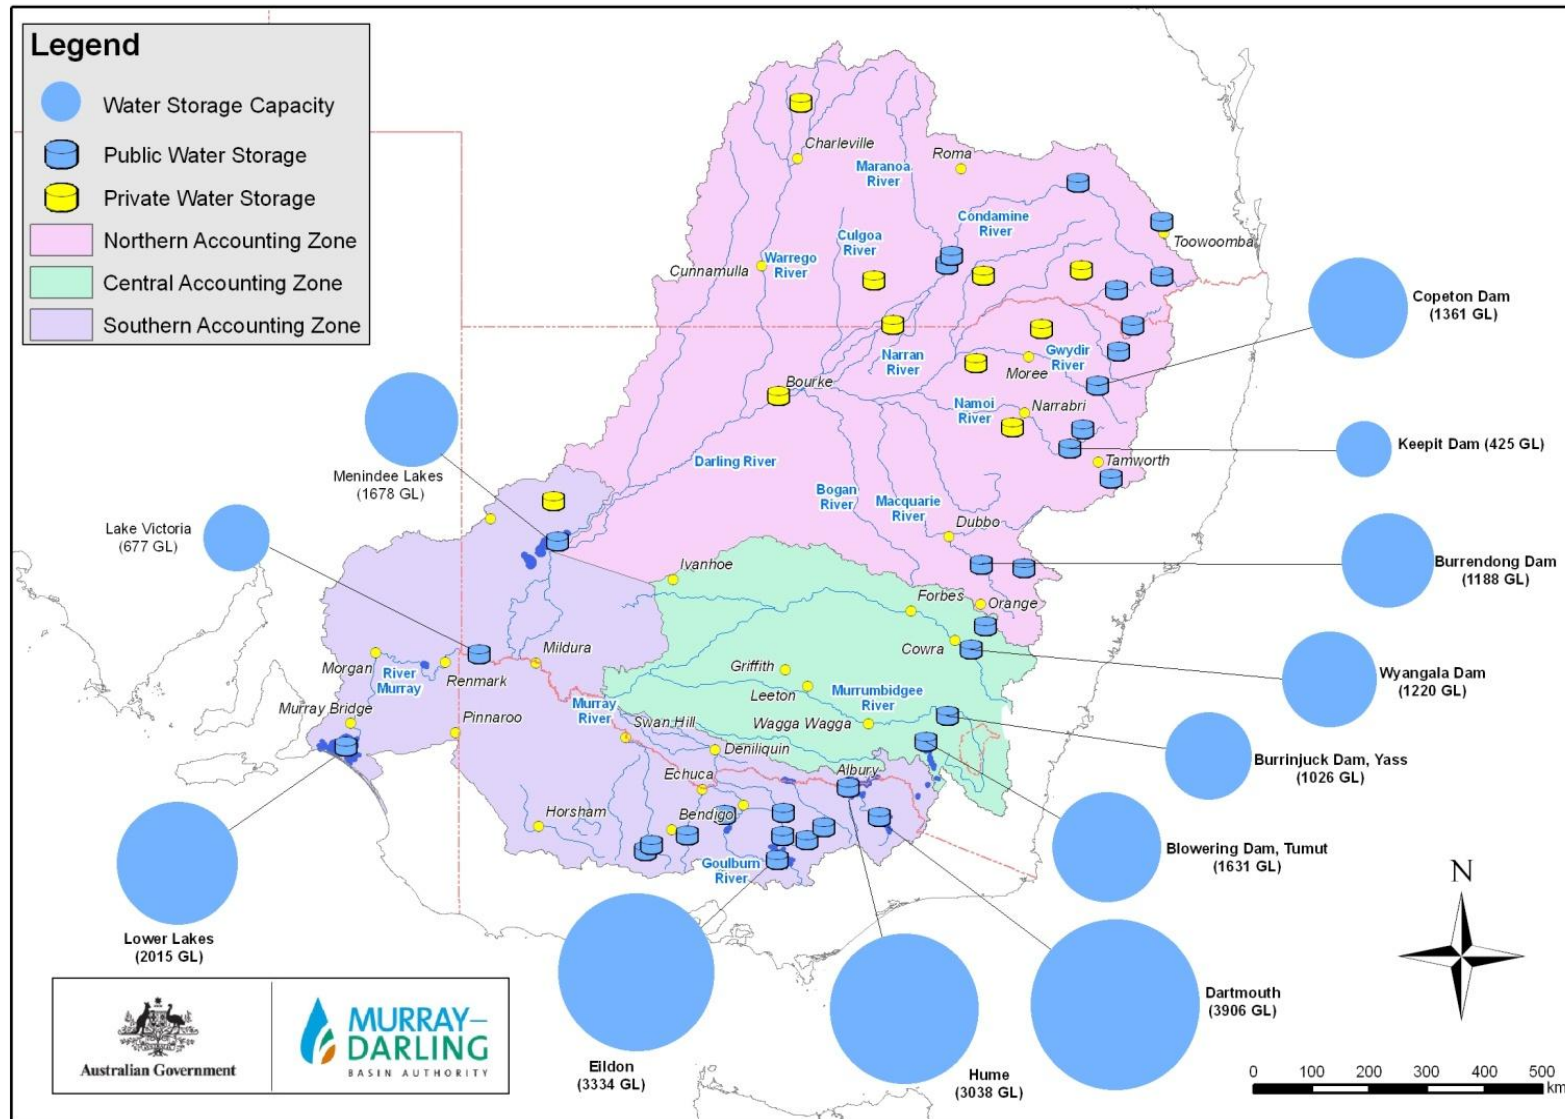 Legend
Water Storage Capacity
Public Water Storage
Private Water Storage
Northern Accounting Zone
Central Accounting Zone
Southern Accounting Zone
Charleville
Roma
Maranoa
River
Condamine
River
Toowoomba
Culgoa
River
Warrego
River
Cunnamulla
Copeton Dam
(1361 GL)
Narran
River
Gwydir
River
Moree
Bourke
Namoi
River
Narrabri
Keepit Dam (425 GL)
Tamworth
Menindee Lakes
(1678 GL)
Darling River
Bogan
River
Macquarie
River
Dubbo
Lake Victoria
(677 GL)
Burrendong Dam
(1188 GL)
Ivanhoe
Forbes
Orange
Cowra
Wyangala Dam
(1220 GL)
Mildura
Morgan
River
Murray
Renmark
Griffith
Leeton
Murrumbidgee
River
Murray Bridge
Pinnaroo
Murray
River
Swan Hill
Wagga Wagga
Deniliquin
Burrinjuck Dam, Yass
(1026 GL)
Echuca
Albury
Horsham
Bendigo
Blowering Dam, Tumut
(1631 GL)
Goulburn
River
N
Lower Lakes
(2015 GL)
Dartmouth
(3906 GL)
Eildon
(3334 GL)
Hume
(3038 GL)
Australian Government
MURRAY–
DARLING
BASIN AUTHORITY
0 100 200 300 400 500
km